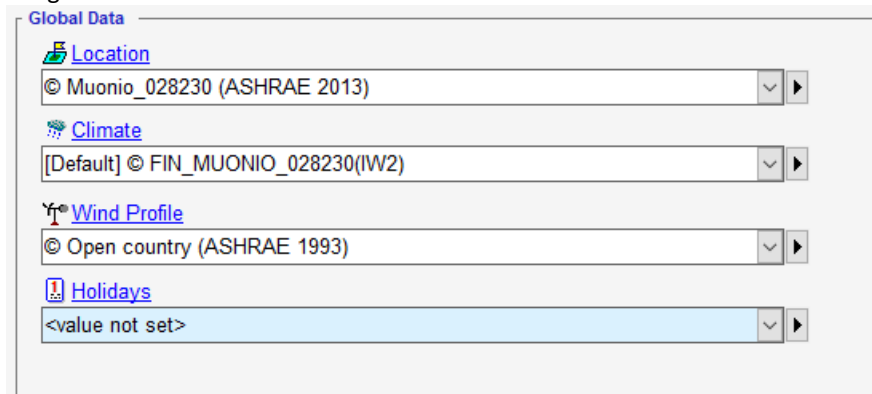 Global Data
Location
© Muonio_028230 (ASHRAE 2013)
Climate
[Default] © FIN_MUONIO_028230(IW2)
Wind Profile
© Open country (ASHRAE 1993)
Holidays
<value not set>